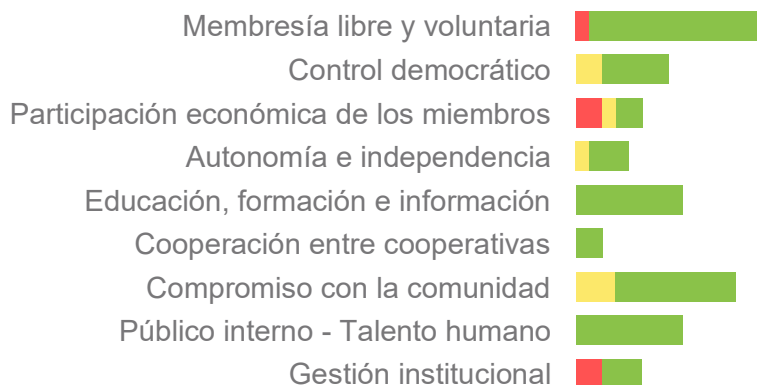 Membresía libre y voluntaria
Control democrático
Participación económica de los miembros
Autonomía e independencia
Educación, formación e información
Cooperación entre cooperativas
Compromiso con la comunidad
Público interno - Talento humano
Gestión institucional